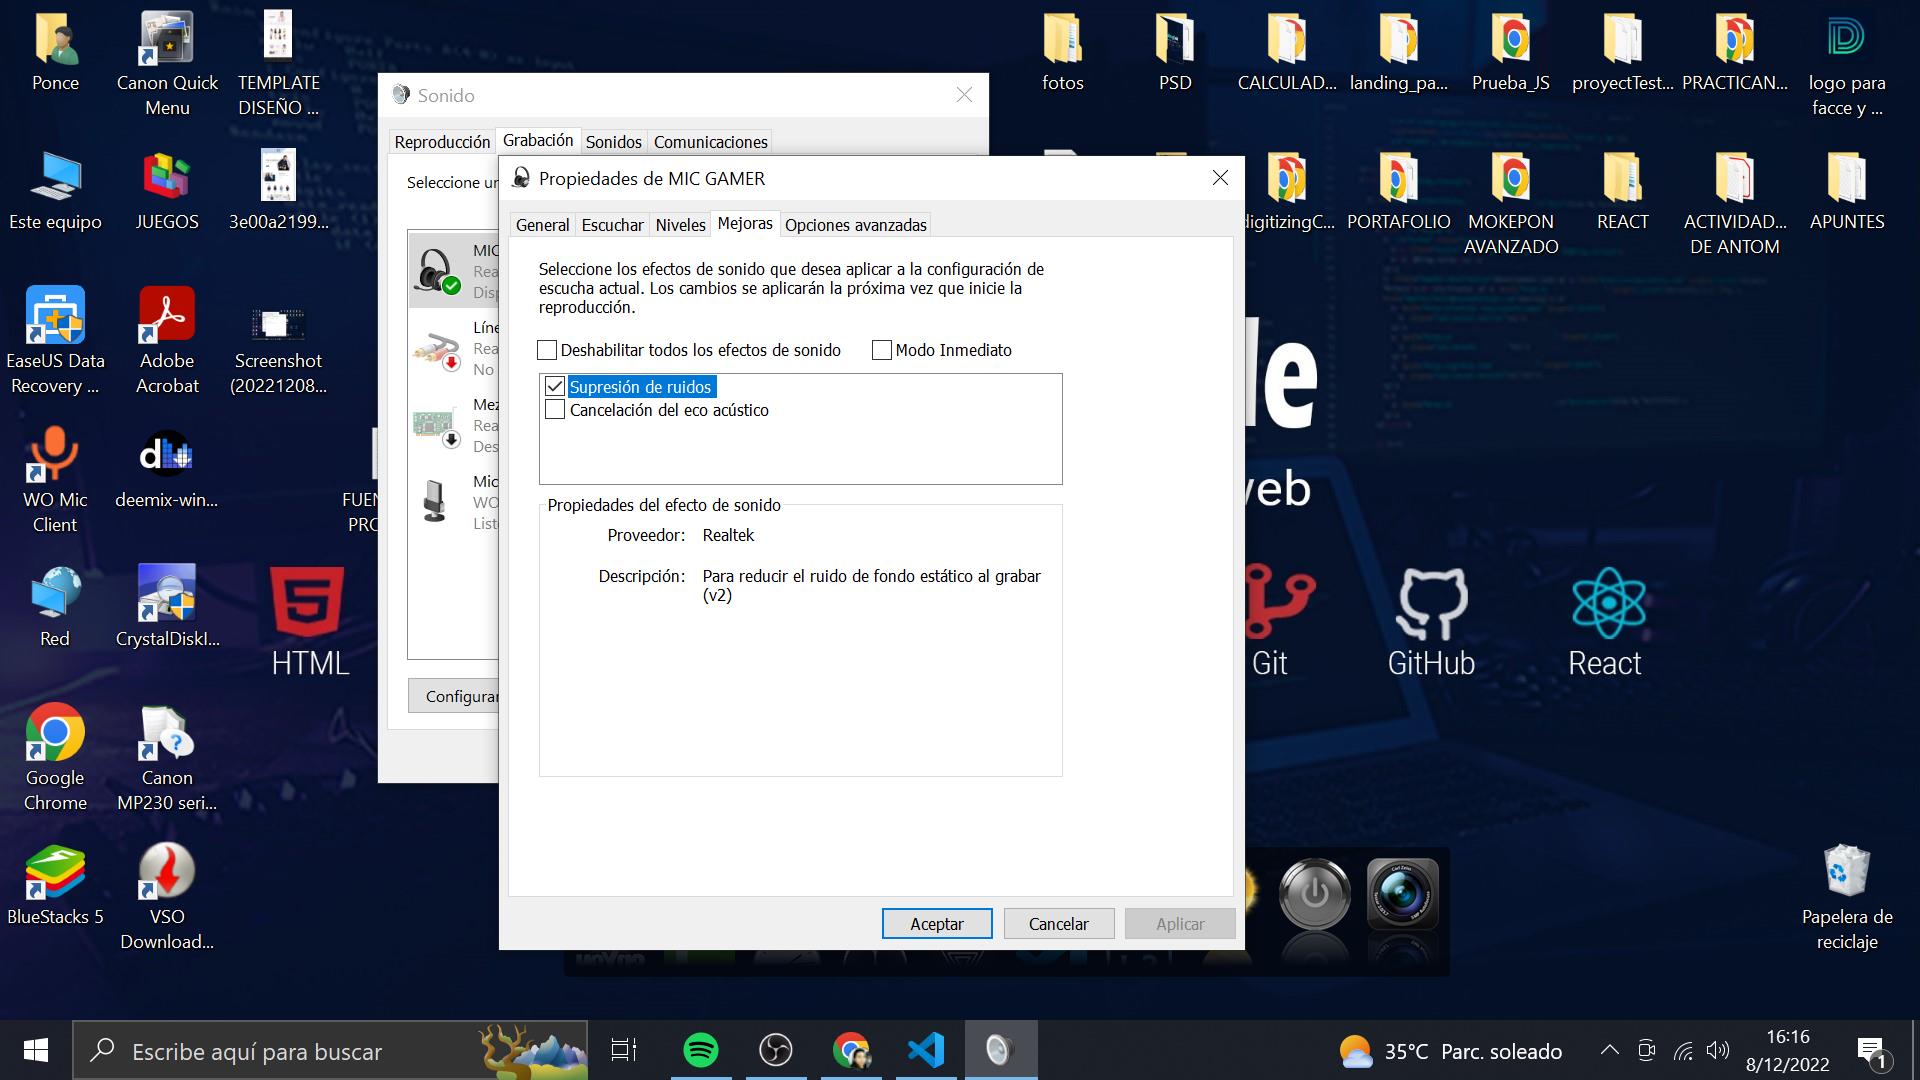 Ponce
Canon Quick
Menu
TEMPLATE
DISEÑO ...
Este equipo
JUEGOS
3e00a2199...
EaseUS Data
Recovery ...
Adobe
Acrobat
Screenshot
(20221208...
WO Mic
Client
deemix-win...
FUEN
PRO
Red
CrystalDiskI...
HTML
Google
Chrome
Canon
MP230 seri...
BlueStacks 5
VSO
Download...
Sonido
Reproducción
Grabación
Sonidos
Comunicaciones
Seleccione un
MIC
Rea
Disp
Líne
Rea
No
Mez
Rea
Des
Mic
WO
Liste
Configurar
Propiedades de MIC GAMER
General
Escuchar
Niveles
Mejoras
Opciones avanzadas
Seleccione los efectos de sonido que desea aplicar a la configuración de
escucha actual. Los cambios se aplicarán la próxima vez que inicie la
reproducción.
Deshabilitar todos los efectos de sonido
Modo Inmediato
Supresión de ruidos
Cancelación del eco acústico
Propiedades del efecto de sonido
Proveedor: Realtek
Descripción: Para reducir el ruido de fondo estático al grabar
(v2)
Aceptar
Cancelar
Aplicar
fotos
PSD
CALCULAD...
landing_pa...
Prueba_JS
proyectTest...
PRACTICAN...
logo para
facce y ...
digitizingC...
PORTAFOLIO
MOKEPON
AVANZADO
REACT
ACTIVIDAD...
DE ANTOM
APUNTES
le
web
Git
GitHub
React
Papelera de
reciclaje
Escribe aquí para buscar
35°C Parc. soleado
16:16
8/12/2022
1